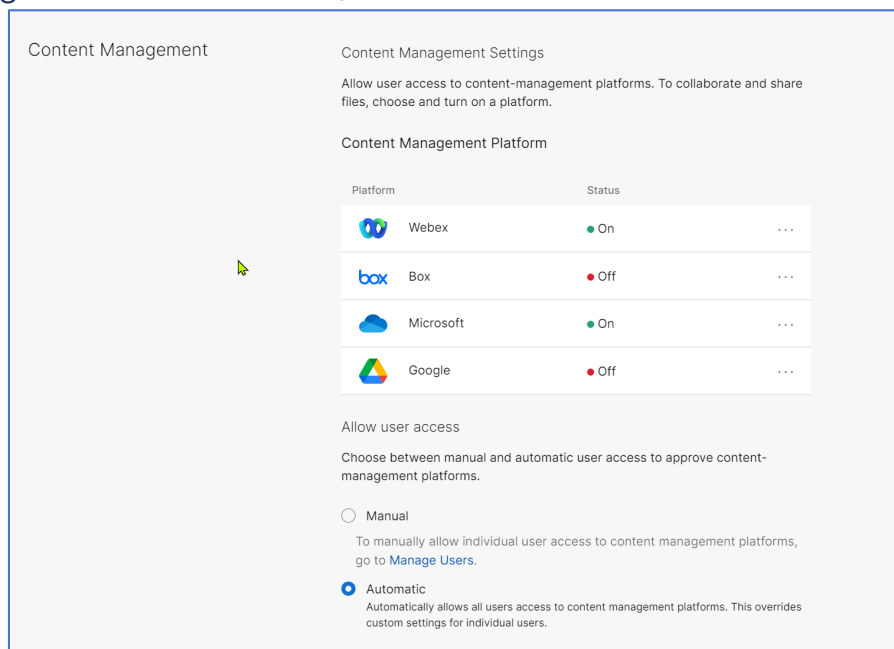 Content Management
Content Management Settings
Allow user access to content-management platforms. To collaborate and share
files, choose and turn on a platform.
Content Management Platform
Platform Status
Webex On ...
box Box Off ...
Microsoft On ...
Google Off ...
Allow user access
Choose between manual and automatic user access to approve content-
management platforms.
Manual
To manually allow individual user access to content management platforms,
go to Manage Users.
Automatic
Automatically allows all users access to content management platforms. This overrides
custom settings for individual users.